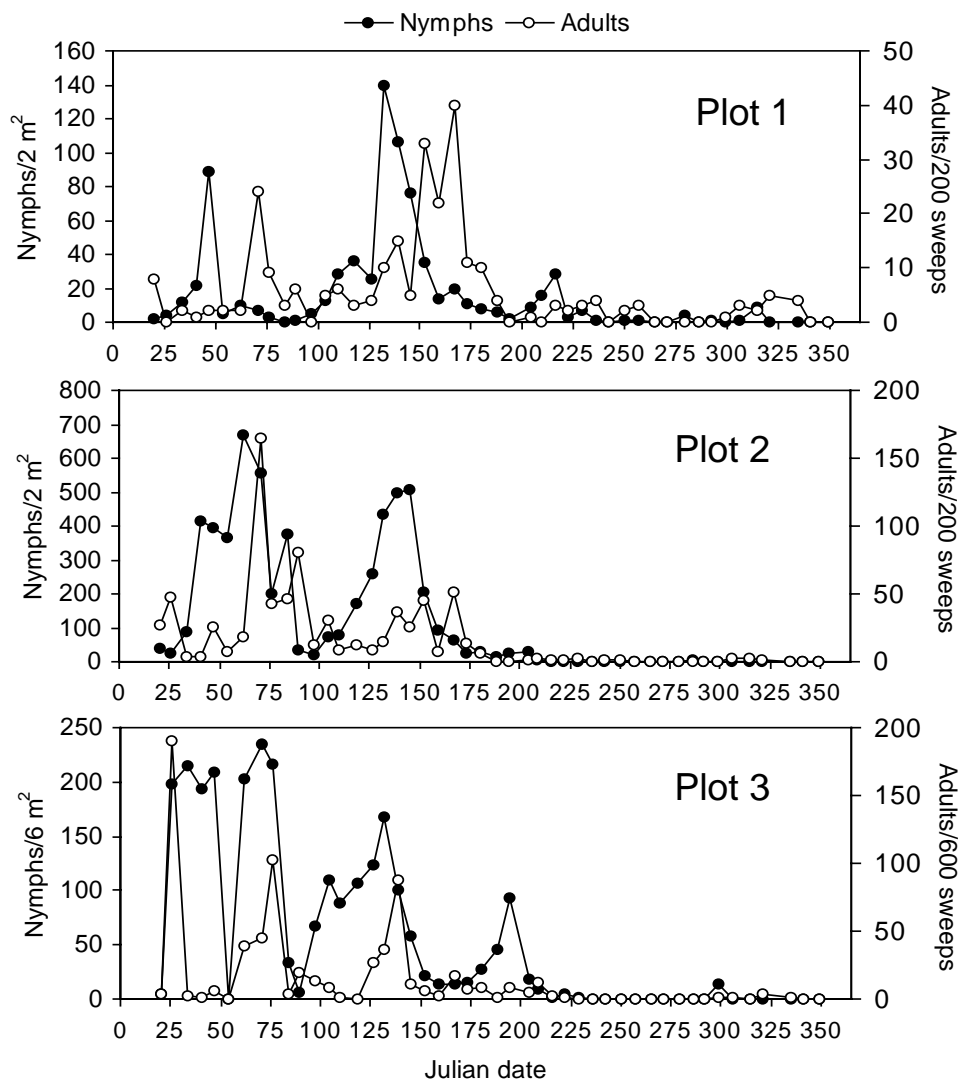 Nymphs Adults
160 140 120 100 80 60 40 20 0
Nymphs/2 m²
Plot 1
50 40 30 20 10 0
Adults/200 sweeps
0 25 50 75 100 125 150 175 200 225 250 275 300 325 350
800 700 600 500 400 300 200 100 0
Nymphs/2 m²
Plot 2
200 150 100 50 0
Adults/200 sweeps
0 25 50 75 100 125 150 175 200 225 250 275 300 325 350
250 200 150 100 50 0
Nymphs/6 m²
Plot 3
200 150 100 50 0
Adults/600 sweeps
0 25 50 75 100 125 150 175 200 225 250 275 300 325 350
Julian date